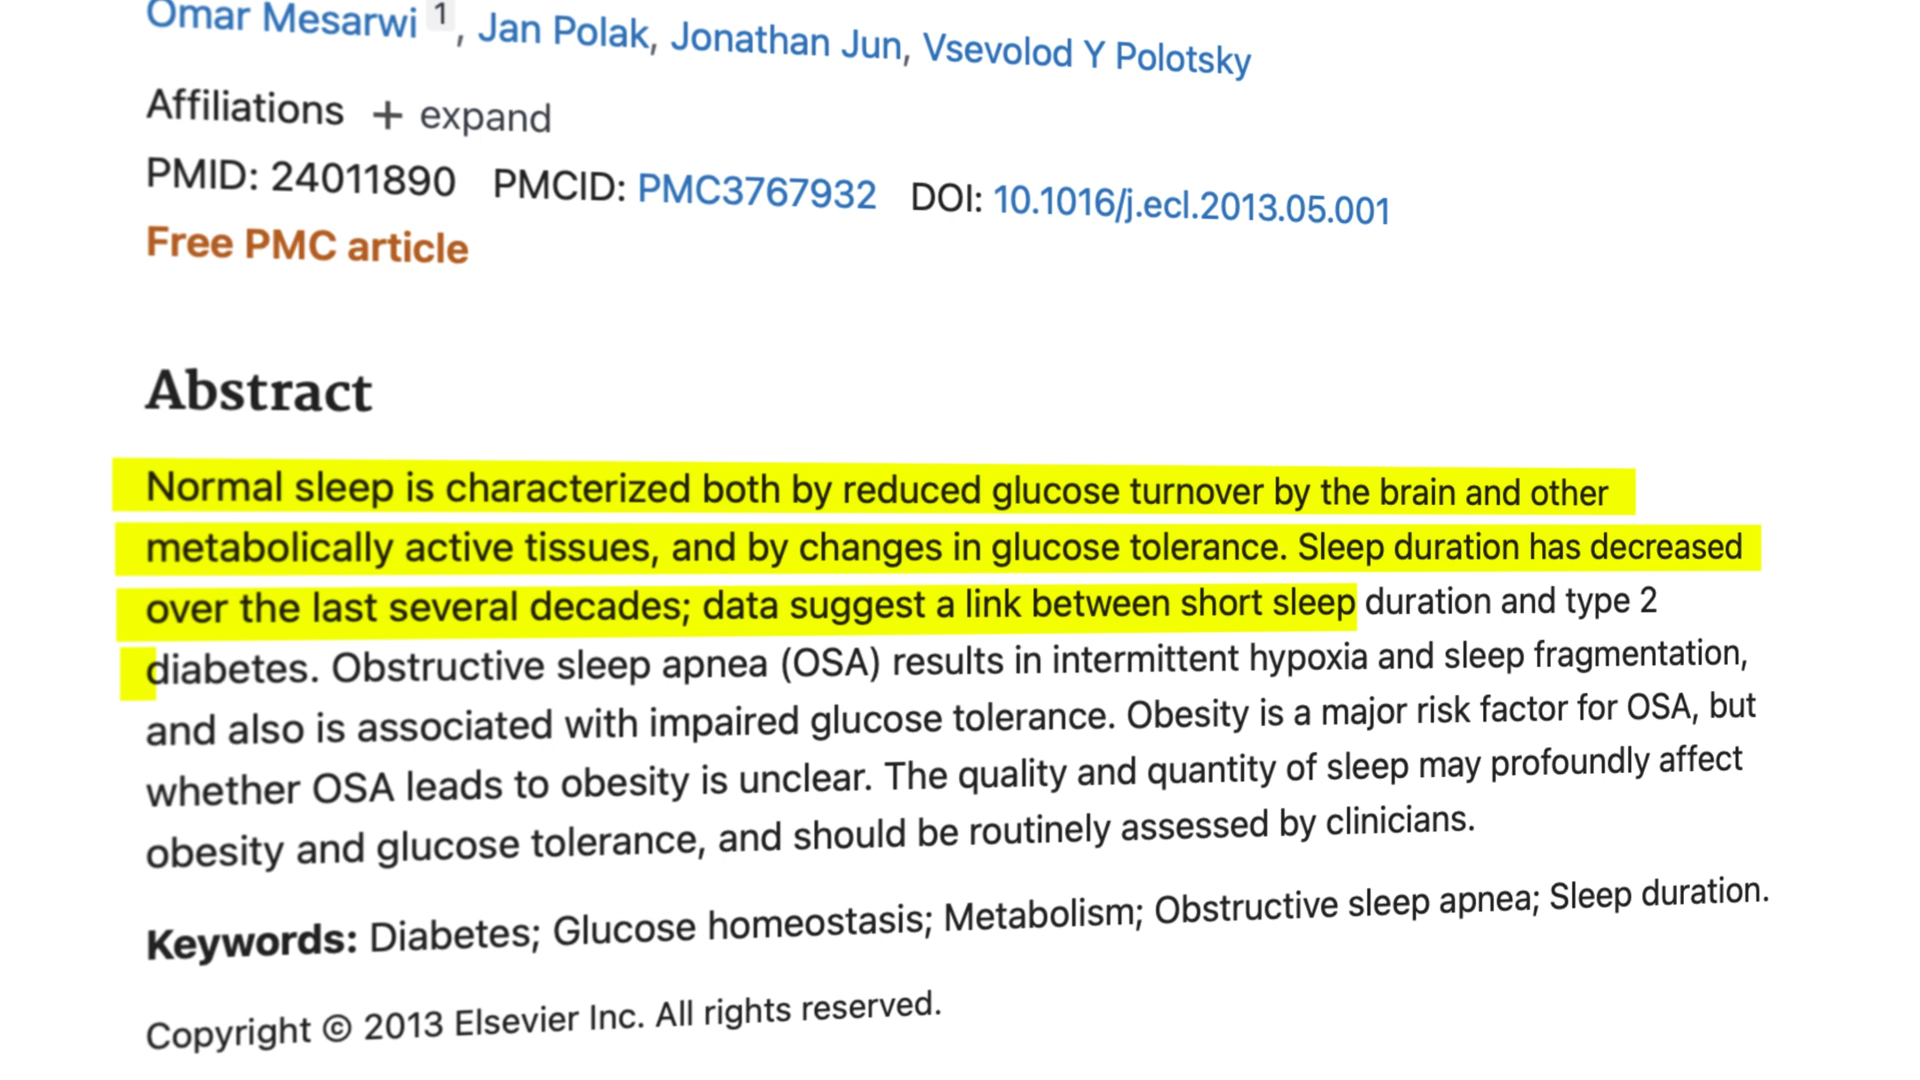 Omar Mesarwi 1, Jan Polak, Jonathan Jun, Vsevolod Y Polotsky
Affiliations + expand
PMID: 24011890 PMCID: PMC3767932 DOI: 10.1016/j.ecl.2013.05.001
Free PMC article
Abstract
Normal sleep is characterized both by reduced glucose turnover by the brain and other
metabolically active tissues, and by changes in glucose tolerance. Sleep duration has decreased
over the last several decades; data suggest a link between short sleep duration and type 2
diabetes. Obstructive sleep apnea (OSA) results in intermittent hypoxia and sleep fragmentation,
and also is associated with impaired glucose tolerance. Obesity is a major risk factor for OSA, but
whether OSA leads to obesity is unclear. The quality and quantity of sleep may profoundly affect
obesity and glucose tolerance, and should be routinely assessed by clinicians.
Keywords: Diabetes; Glucose homeostasis; Metabolism; Obstructive sleep apnea; Sleep duration.
Copyright © 2013 Elsevier Inc. All rights reserved.